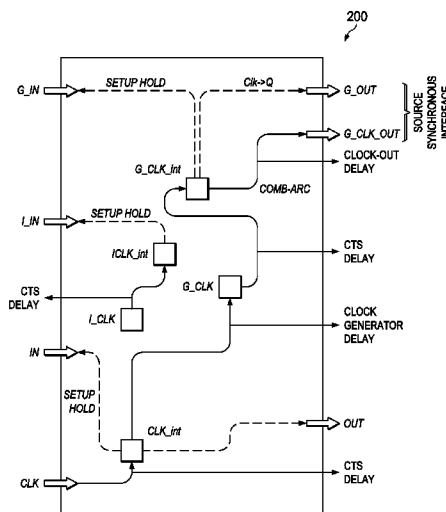 200
G_IN
SETUP HOLD
Clk->Q
G_OUT
G_CLK_OUT
SOURCE
SYNCHRONOUS
INTERFACE
G_CLK_int
COMB-ARC
CLOCK-OUT
DELAY
I_IN
SETUP HOLD
ICLK_int
CTS
DELAY
G_CLK
CTS
DELAY
I_CLK
CLOCK
GENERATOR
DELAY
IN
SETUP
HOLD
CLK_int
OUT
CTS
DELAY
CLK